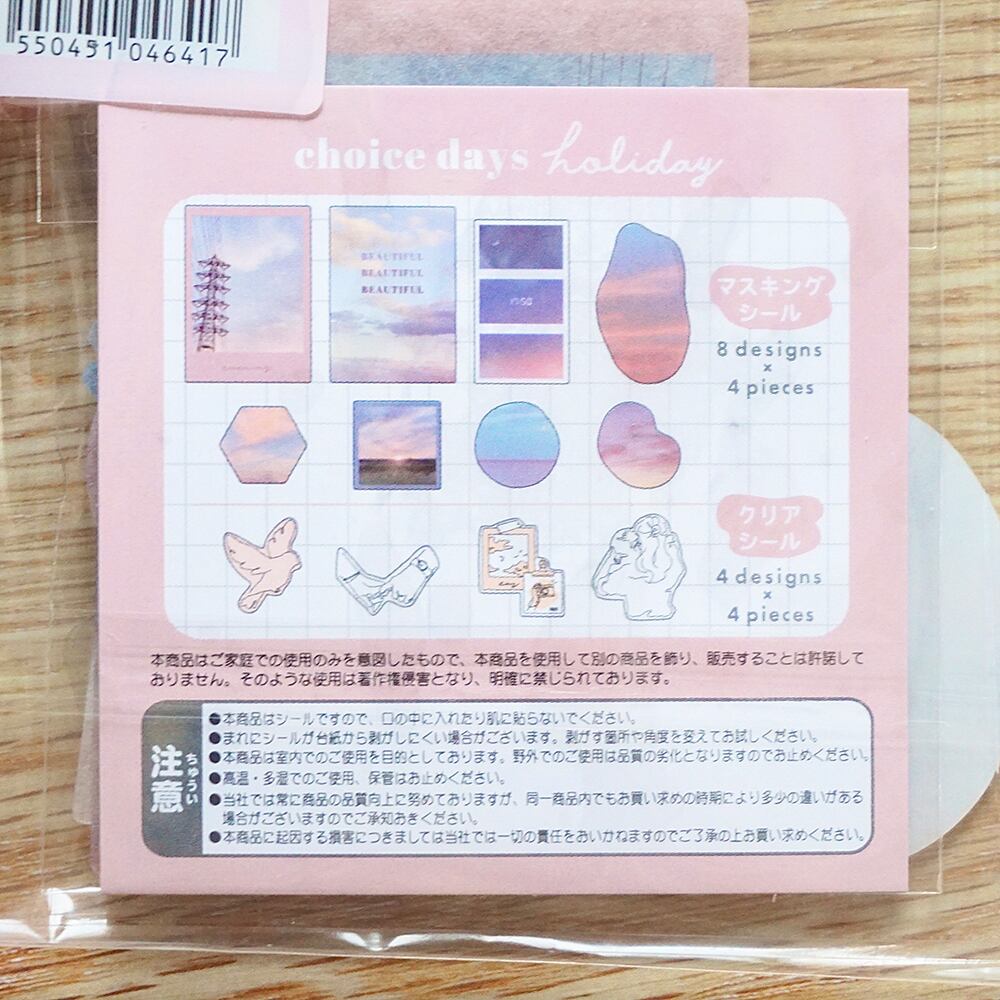 550451 046417
choice days holiday
BEAUTIFUL
BEAUTIFUL
BEAUTIFUL
マスキング
シール
8 designs
×
4 pieces
クリア
シール
4 designs
×
4 pieces
本商品はご家庭での使用のみを意図したもので、本商品を使用して別の商品を飾り、販売することは許諾して
おりません。そのような使用は著作権侵害となり、明確に禁じられております。
注意
ちゅうい
●本商品はシールですので、口の中に入れたり肌に貼らないでください。
●まれにシールが台紙から剥がしにくい場合がございます。剥がす箇所や角度を変えてお試しください。
●本商品は室内でのご使用を目的としております。野外でのご使用は品質の劣化となりますのでお止めください。
●高温・多湿でのご使用、保管はお止めください。
●当社では常に商品の品質向上に努めておりますが、同一商品内でもお買い求めの時期により多少の違いがある
場合がございますのでご承知おきください。
●本商品に起因する損害につきましては当社では一切の責任をおいかねますのでご了承の上お買い求めください。